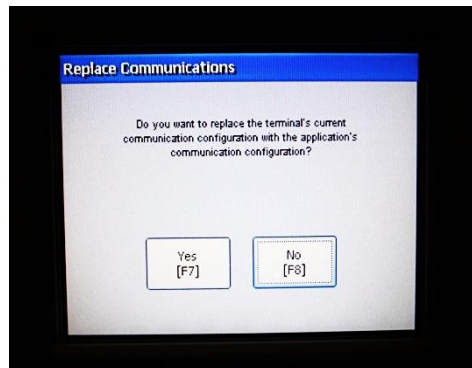 Replace Communications
Do you want to replace the terminal's current
communication configuration with the application's
communication configuration?
Yes
[F7]
No
[F8]